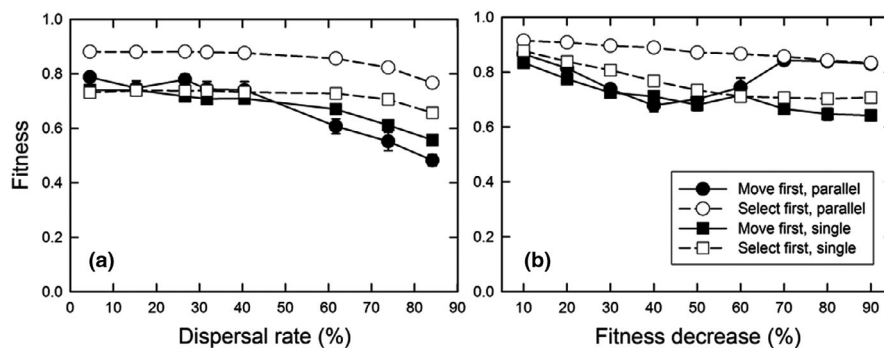 1.0
0.8
0.6
0.4
0.2
0.0
Fitness
(a)
0 10 20 30 40 50 60 70 80 90
Dispersal rate (%)
1.0
0.8
0.6
0.4
0.2
0.0
(b)
Move first, parallel
Select first, parallel
Move first, single
Select first, single
10 20 30 40 50 60 70 80 90
Fitness decrease (%)